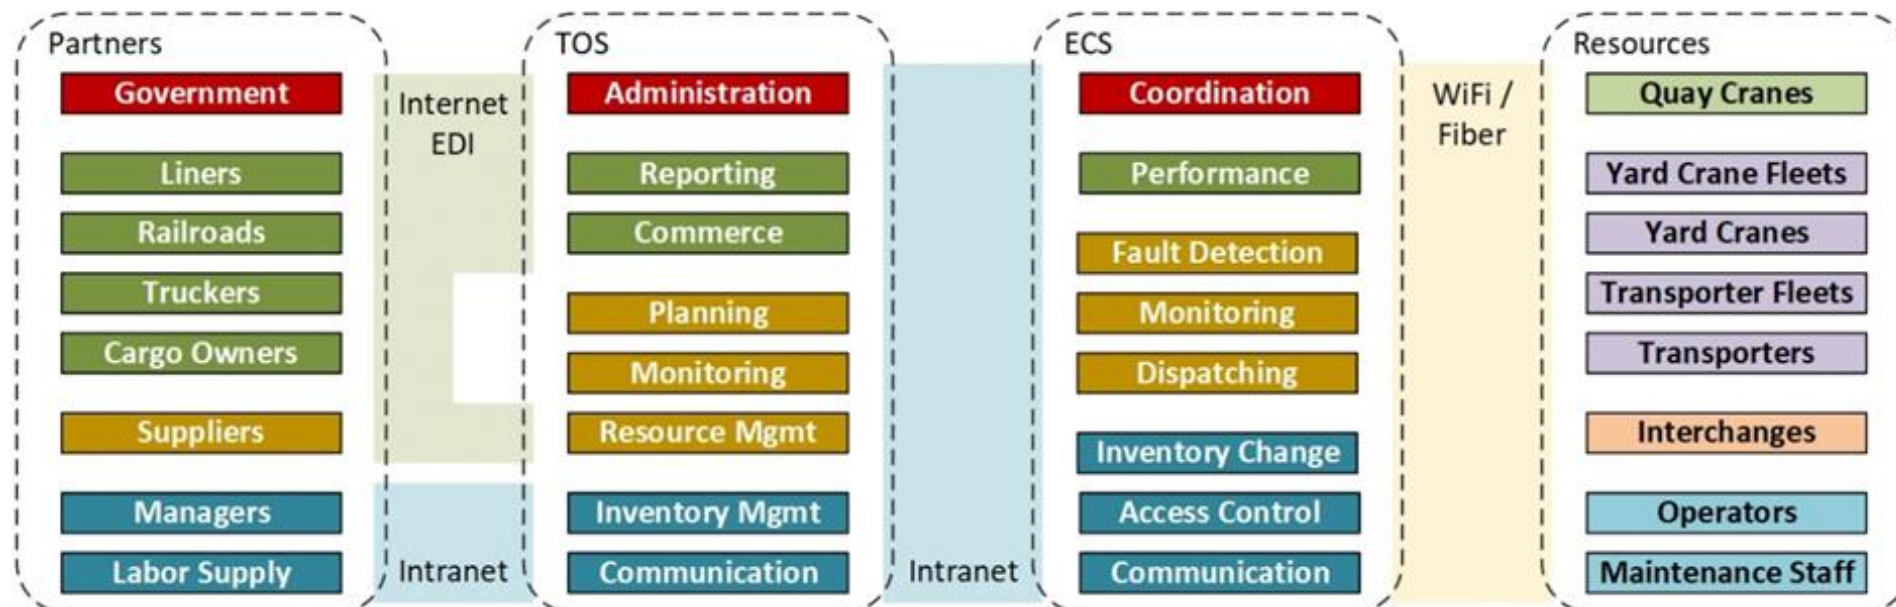 Partners
Government
Liners
Railroads
Truckers
Cargo Owners
Suppliers
Managers
Labor Supply
Internet
EDI
Intranet
TOS
Administration
Reporting
Commerce
Planning
Monitoring
Resource Mgmt
Inventory Mgmt
Communication
Intranet
ECS
Coordination
Performance
Fault Detection
Monitoring
Dispatching
Inventory Change
Access Control
Communication
WiFi /
Fiber
Resources
Quay Cranes
Yard Crane Fleets
Yard Cranes
Transporter Fleets
Transporters
Interchanges
Operators
Maintenance Staff